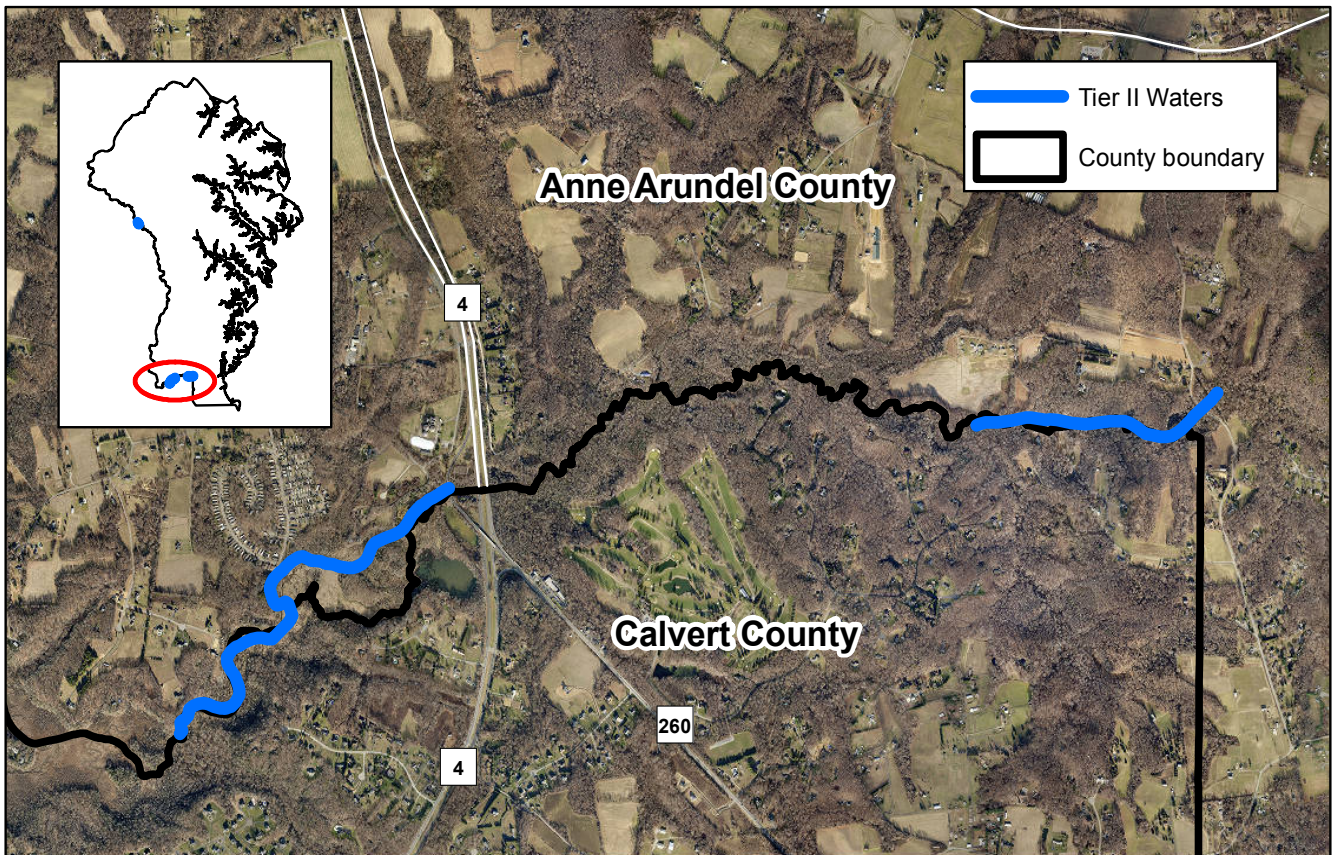 Tier II Waters
County boundary
Anne Arundel County
4
Calvert County
260
4